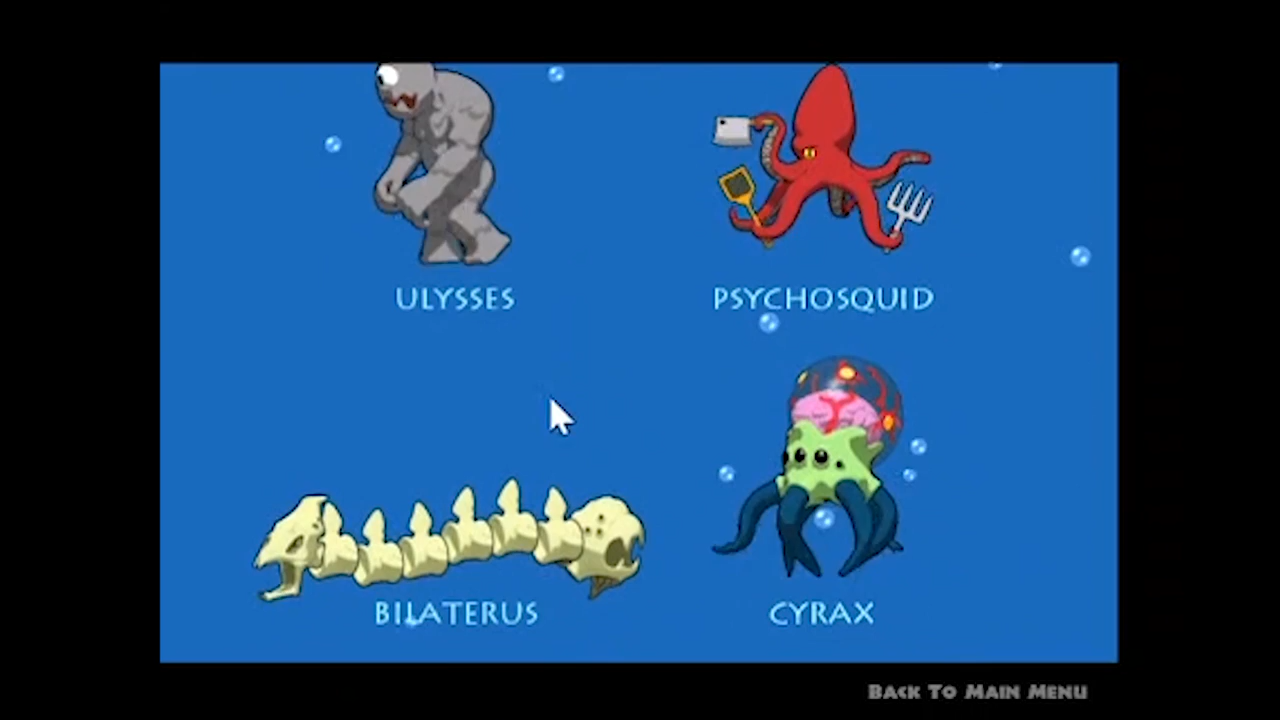 ULYSSES
PSYCHOSQUID
BILATERUS
CYRAX
BACK TO MAIN MENU